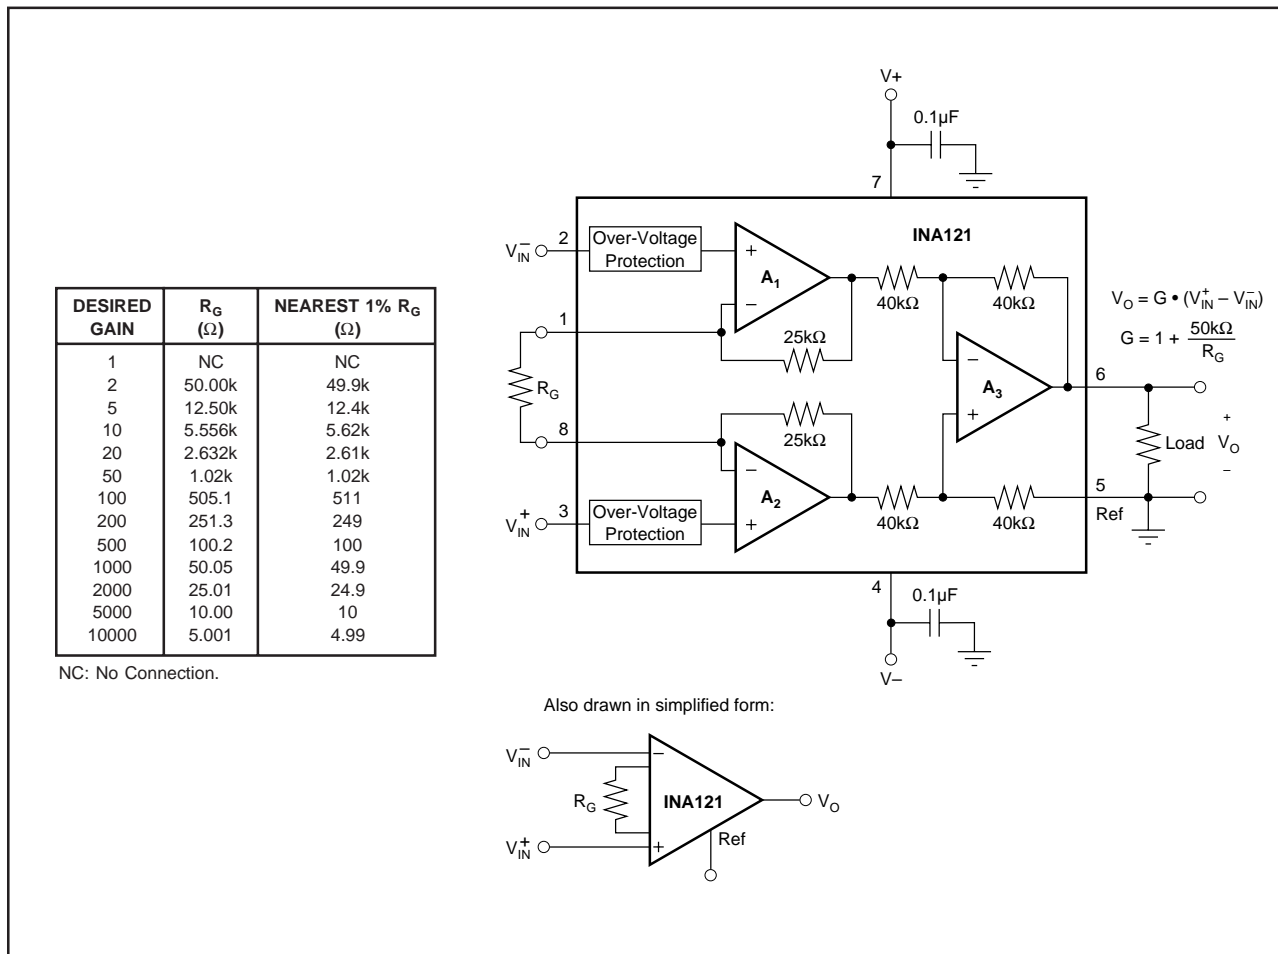 DESIRED GAIN | R_G (Ω) | NEAREST 1% R_G (Ω)
1 | NC | NC
2 | 50.00k | 49.9k
5 | 12.50k | 12.4k
10 | 5.556k | 5.62k
20 | 2.632k | 2.61k
50 | 1.02k | 1.02k
100 | 505.1 | 511
200 | 251.3 | 249
500 | 100.2 | 100
1000 | 50.05 | 49.9
2000 | 25.01 | 24.9
5000 | 10.00 | 10
10000 | 5.001 | 4.99
NC: No Connection.
V+
0.1µF
7
INA121
V_IN^−
2
Over-Voltage
Protection
+
A_1
−
40kΩ
40kΩ
1
25kΩ
R_G
8
25kΩ
−
A_2
+
V_IN^+
3
Over-Voltage
Protection
40kΩ
40kΩ
−
A_3
+
6
5
Ref
Load
+
V_O
−
V_O = G • (V_IN^+ − V_IN^−)
G = 1 + 50kΩ / R_G
4
0.1µF
V−
Also drawn in simplified form:
V_IN^−
−
R_G
INA121
V_O
V_IN^+
+
Ref